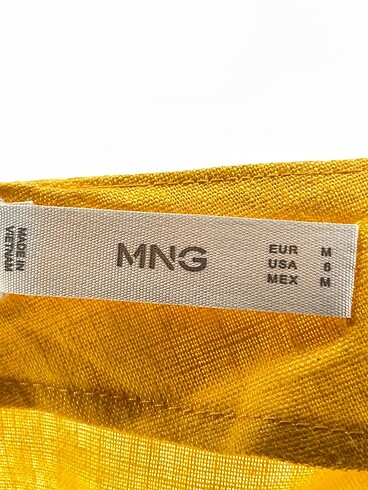 MADE IN
VIETNAM
MNG
EUR M
USA 6
MEX M